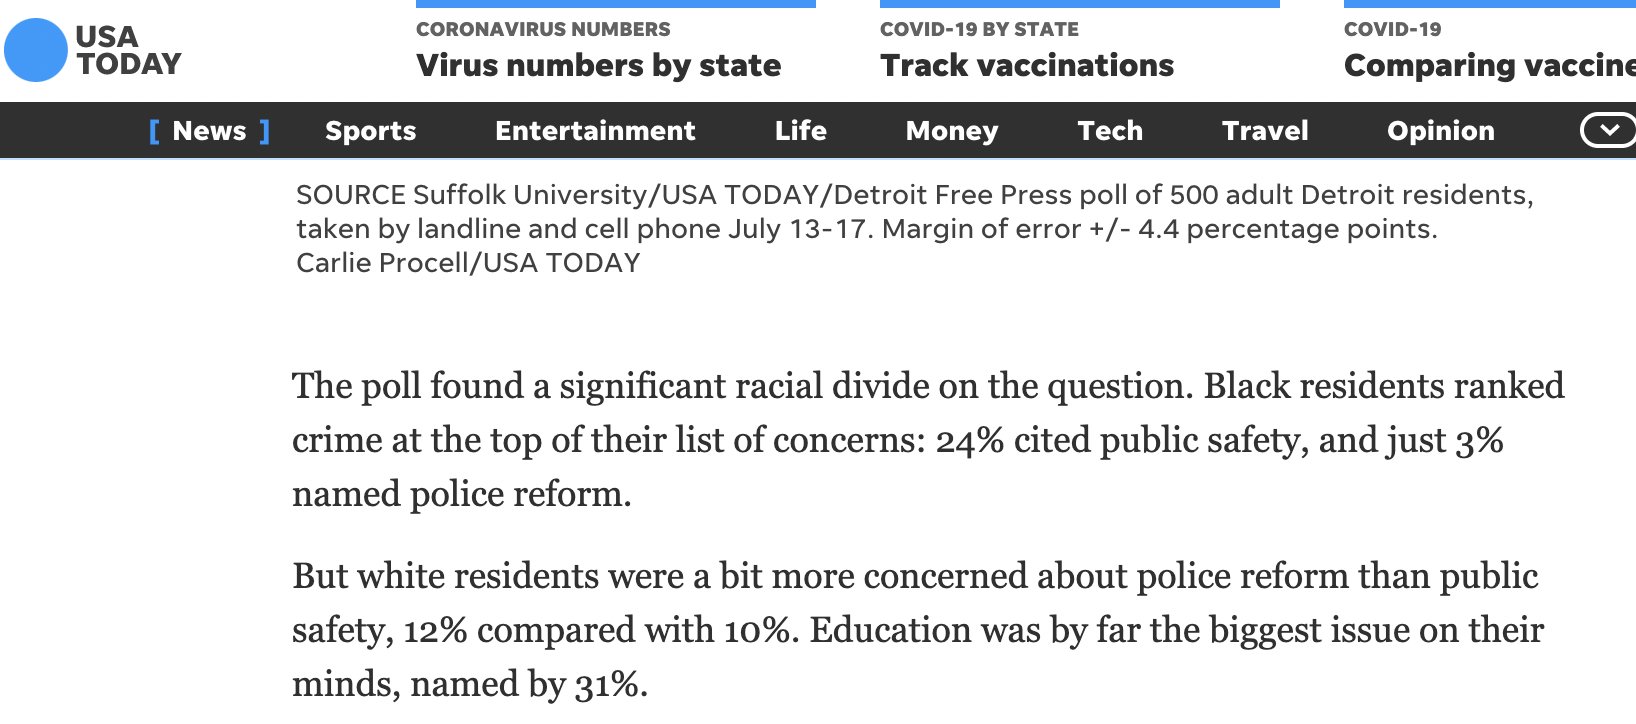 USA
TODAY
CORONAVIRUS NUMBERS
Virus numbers by state
COVID-19 BY STATE
Track vaccinations
COVID-19
Comparing vaccine
[ News ] Sports Entertainment Life Money Tech Travel Opinion
SOURCE Suffolk University/USA TODAY/Detroit Free Press poll of 500 adult Detroit residents,
taken by landline and cell phone July 13-17. Margin of error +/- 4.4 percentage points.
Carlie Procell/USA TODAY
The poll found a significant racial divide on the question. Black residents ranked
crime at the top of their list of concerns: 24% cited public safety, and just 3%
named police reform.
But white residents were a bit more concerned about police reform than public
safety, 12% compared with 10%. Education was by far the biggest issue on their
minds, named by 31%.